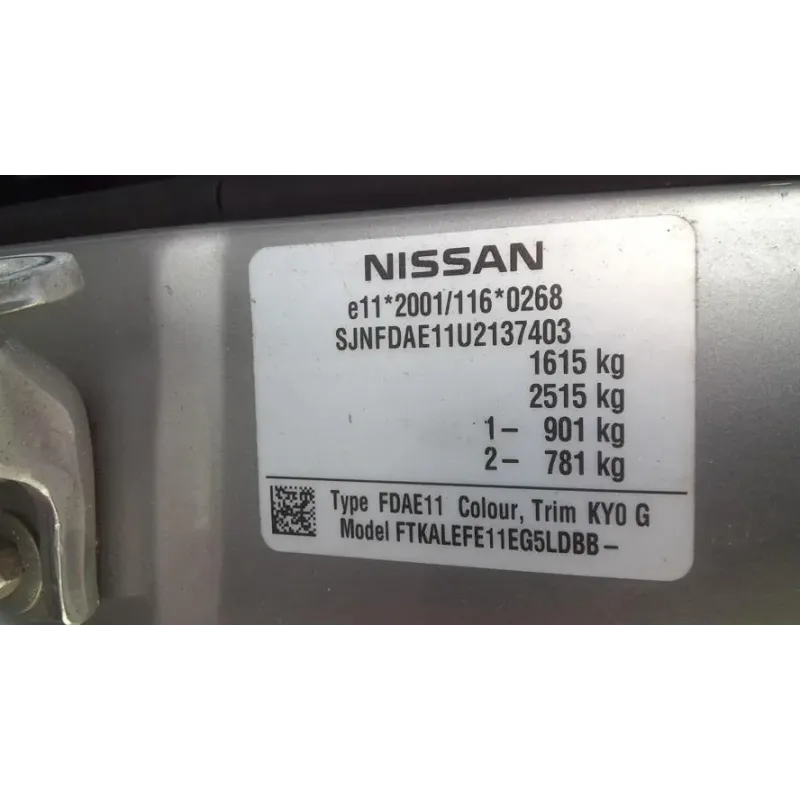 NISSAN
e11*2001/116*0268
SJNFDAE11U2137403
1615 kg
2515 kg
1- 901 kg
2- 781 kg
Type FDAE11 Colour, Trim KY0 G
Model FTKALEFE11EG5LDBB-